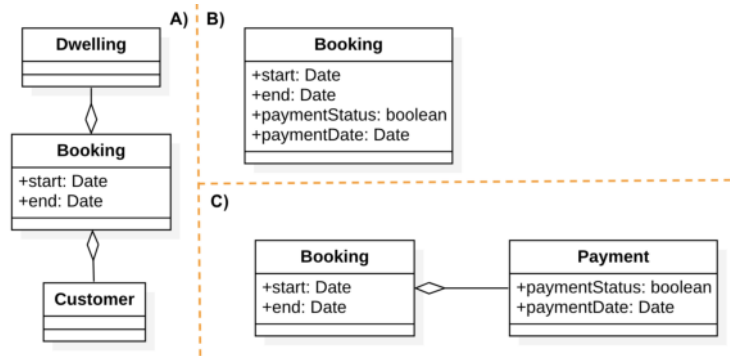 A)
Dwelling
Booking
+start: Date
+end: Date
Customer
B)
Booking
+start: Date
+end: Date
+paymentStatus: boolean
+paymentDate: Date
C)
Booking
+start: Date
+end: Date
Payment
+paymentStatus: boolean
+paymentDate: Date